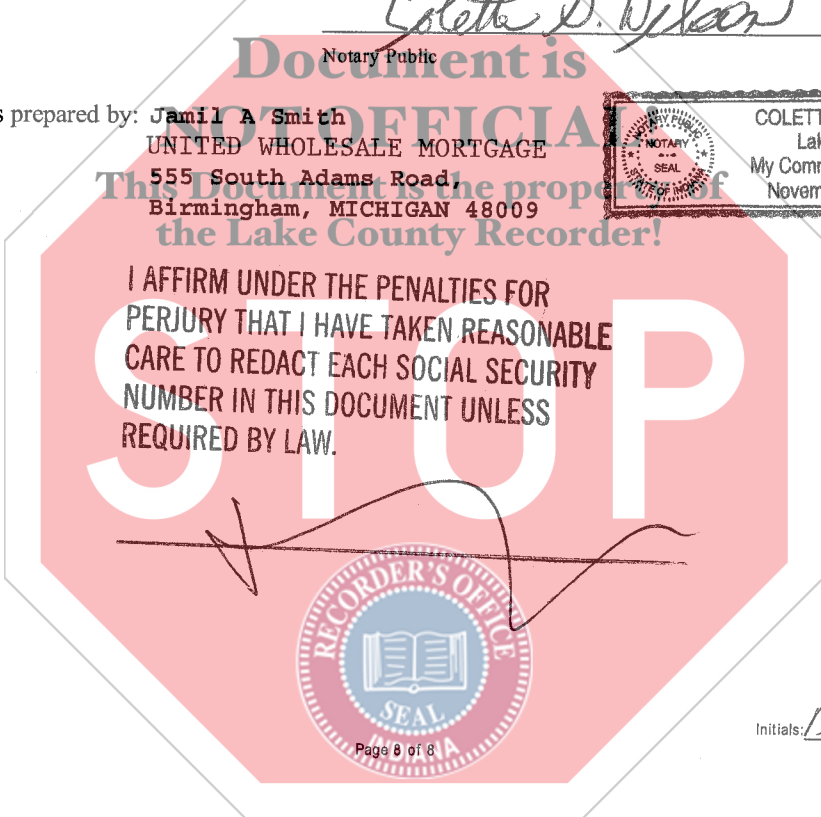 Colette D. Wilson
Notary Public
Document is
NOT OFFICIAL!
This Document is the property of
the Lake County Recorder!
s prepared by: Jamil A Smith
UNITED WHOLESALE MORTGAGE
555 South Adams Road,
Birmingham, MICHIGAN 48009
NOTARY PUBLIC
NOTARY
SEAL
STATE OF INDIANA
COLETT
Lak
My Comm
Novem
STOP
I AFFIRM UNDER THE PENALTIES FOR
PERJURY THAT I HAVE TAKEN REASONABLE
CARE TO REDACT EACH SOCIAL SECURITY
NUMBER IN THIS DOCUMENT UNLESS
REQUIRED BY LAW.
RECORDER'S OFFICE
SEAL
INDIANA
Page 8 of 8
Initials: